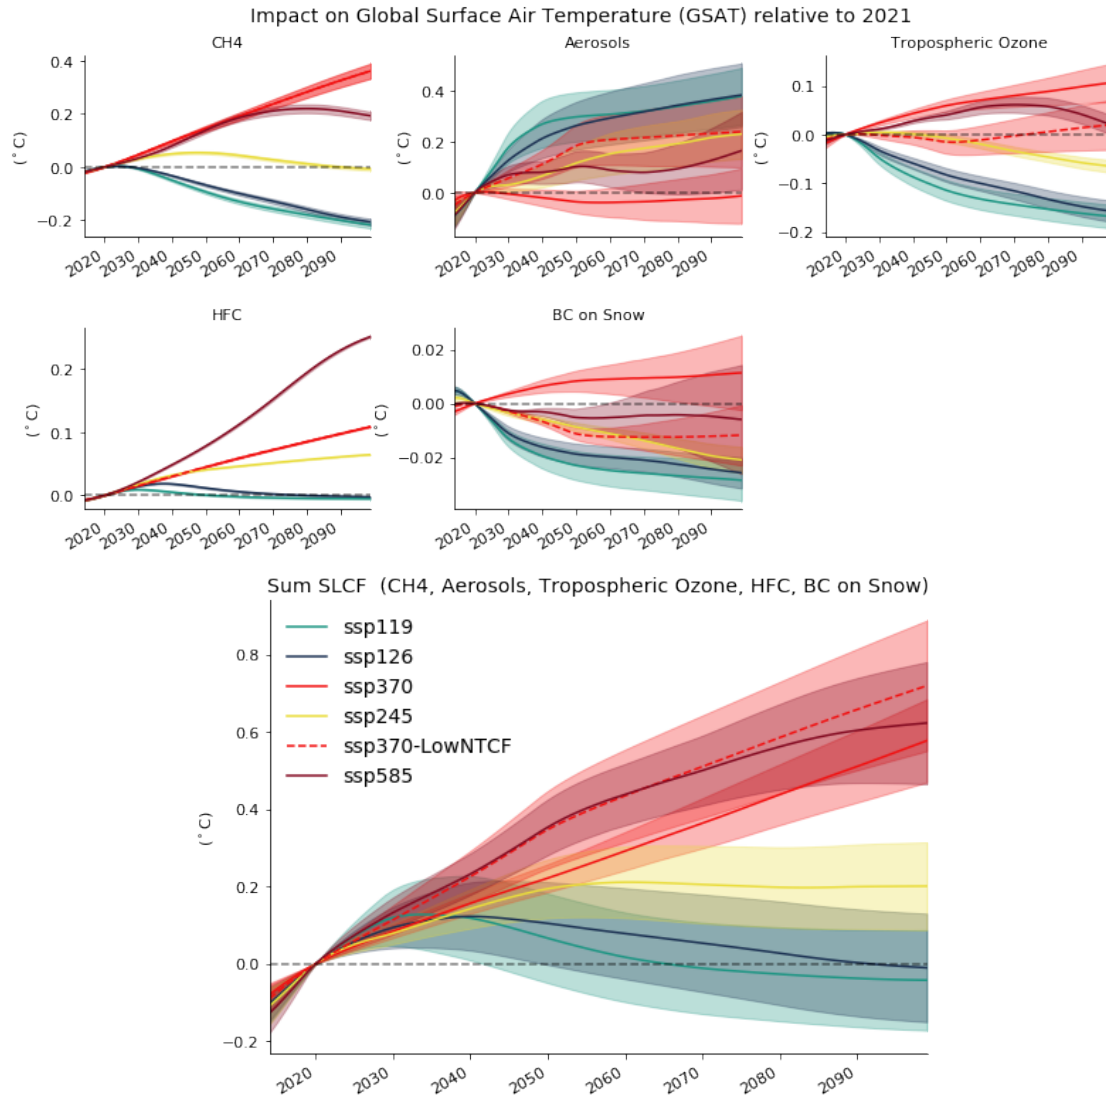 Impact on Global Surface Air Temperature (GSAT) relative to 2021
CH4
Aerosols
Tropospheric Ozone
(°C)
0.4
0.2
0.0
−0.2
2020 2030 2040 2050 2060 2070 2080 2090
(°C)
0.4
0.2
0.0
2020 2030 2040 2050 2060 2070 2080 2090
(°C)
0.1
0.0
−0.1
−0.2
2020 2030 2040 2050 2060 2070 2080 2090
HFC
BC on Snow
(°C)
0.2
0.1
0.0
2020 2030 2040 2050 2060 2070 2080 2090
(°C)
0.02
0.00
−0.02
2020 2030 2040 2050 2060 2070 2080 2090
Sum SLCF (CH4, Aerosols, Tropospheric Ozone, HFC, BC on Snow)
ssp119
ssp126
ssp370
ssp245
ssp370-LowNTCF
ssp585
(°C)
0.8
0.6
0.4
0.2
0.0
−0.2
2020 2030 2040 2050 2060 2070 2080 2090